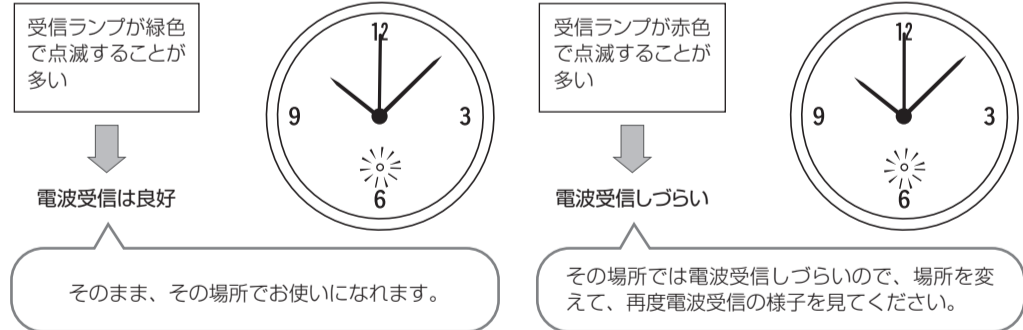 受信ランプが緑色
で点滅することが
多い
電波受信は良好
12
9
3
6
そのまま、その場所でお使いになれます。
受信ランプが赤色
で点滅することが
多い
電波受信しづらい
12
9
3
6
その場所では電波受信しづらいので、場所を変
えて、再度電波受信の様子を見てください。